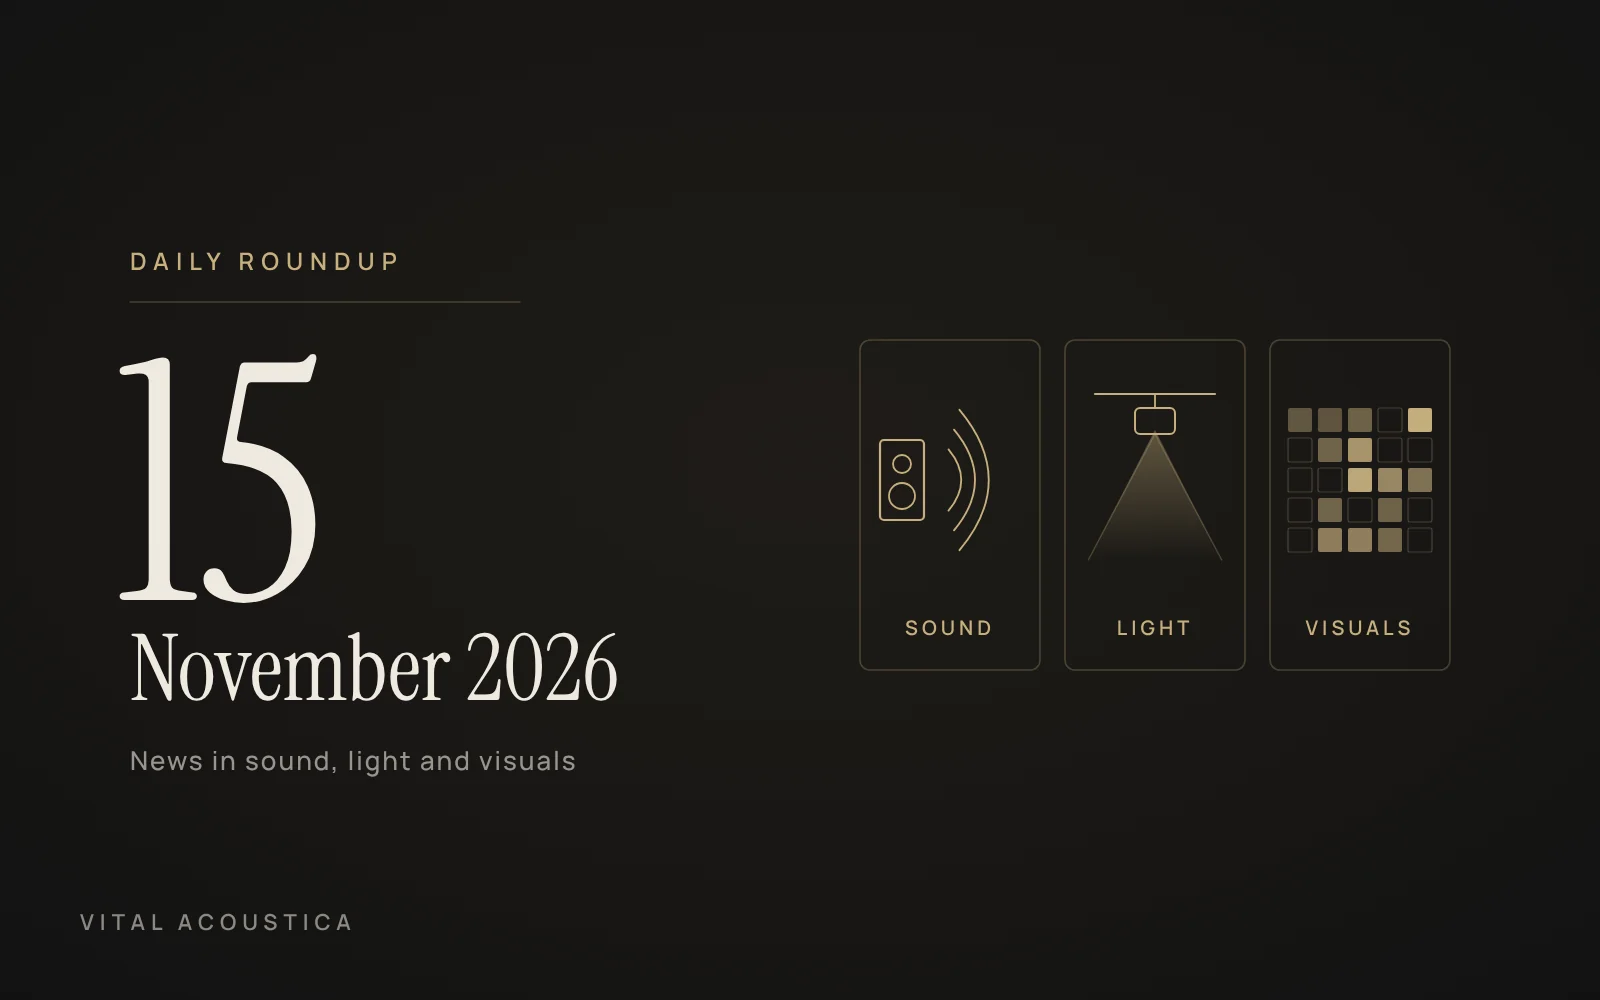 DAILY ROUNDUP
15
November 2026
News in sound, light and visuals
SOUND
LIGHT
VISUALS
VITAL ACOUSTICA